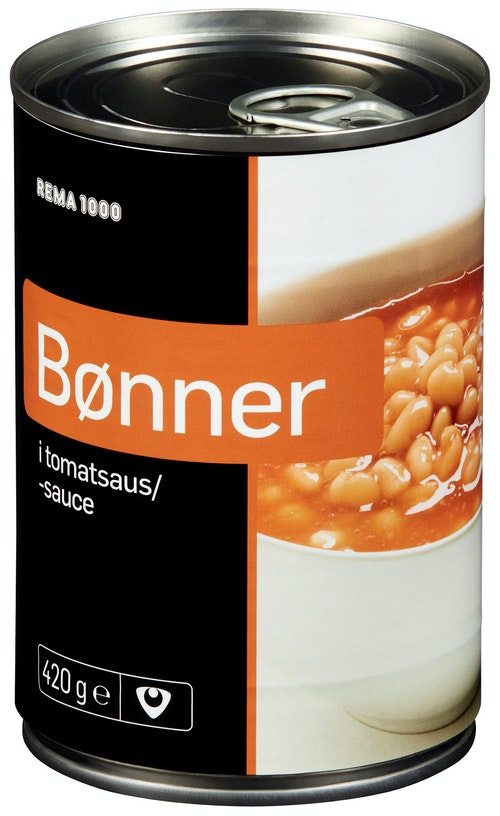 REMA 1000
Bønner
i tomatsaus/
-sauce
420 g ℮